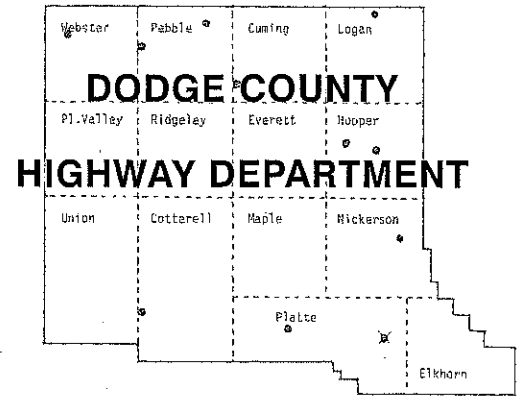 Webster Pebble Cuming Logan
DODGE COUNTY
Pl.Valley Ridgeley Everett Hooper
HIGHWAY DEPARTMENT
Union Cotterell Maple Nickerson
Platte
Elkhorn